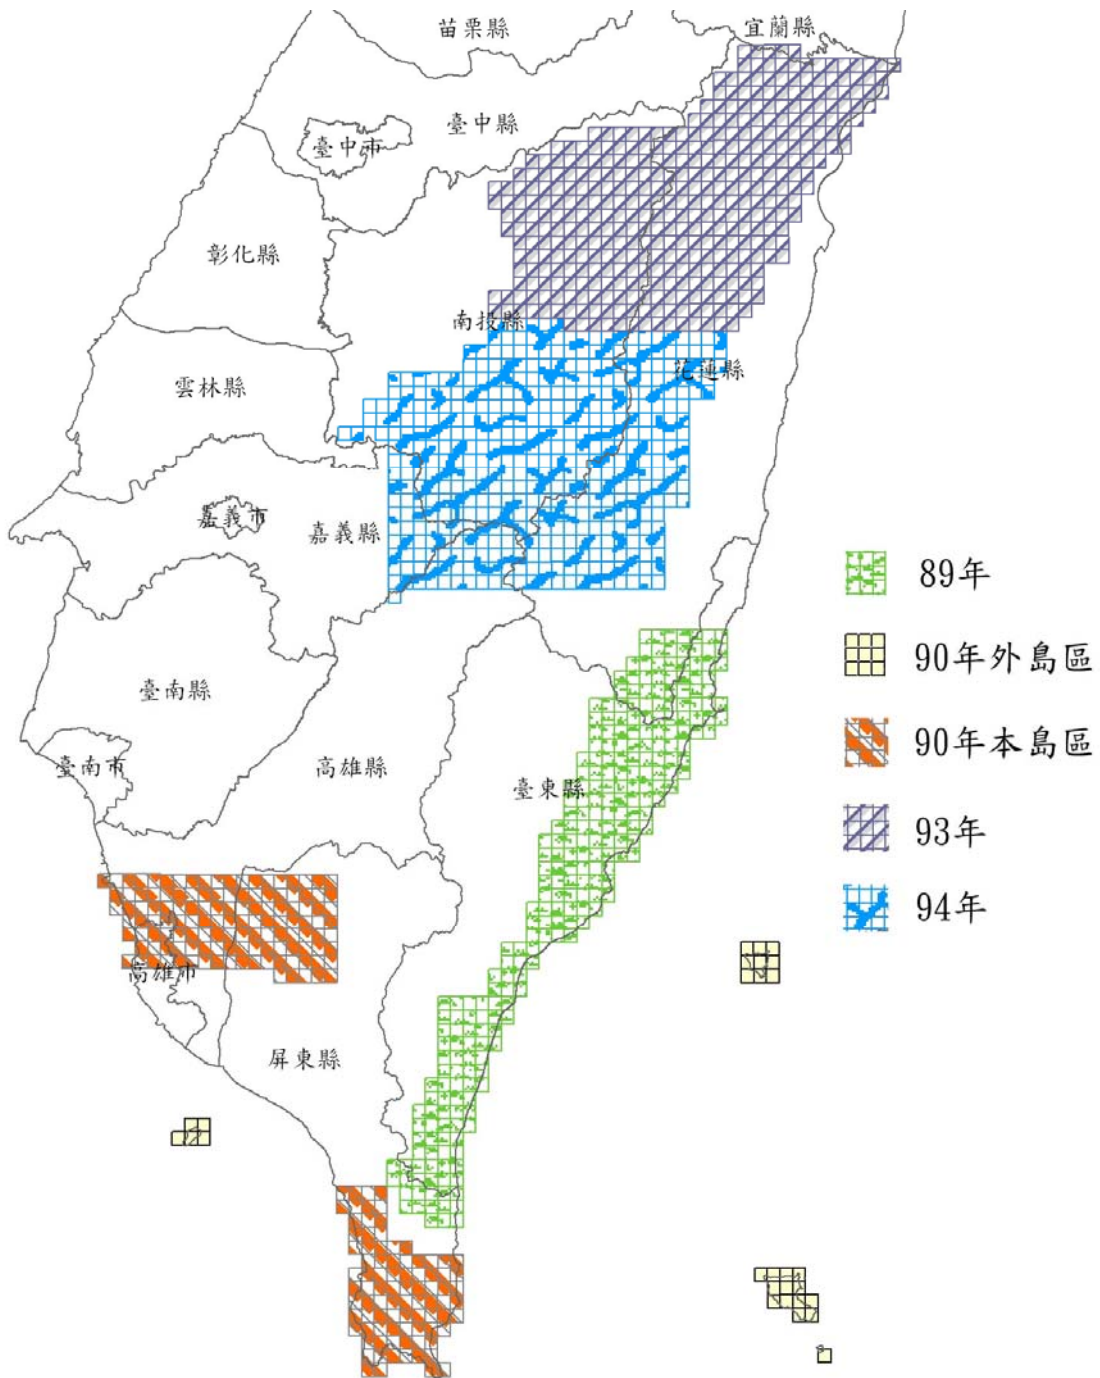 苗栗縣
宜蘭縣
臺中縣
臺中市
彰化縣
南投縣
花蓮縣
雲林縣
嘉義市
嘉義縣
臺南縣
臺南市
高雄縣
臺東縣
高雄市
屏東縣
89年
90年外島區
90年本島區
93年
94年